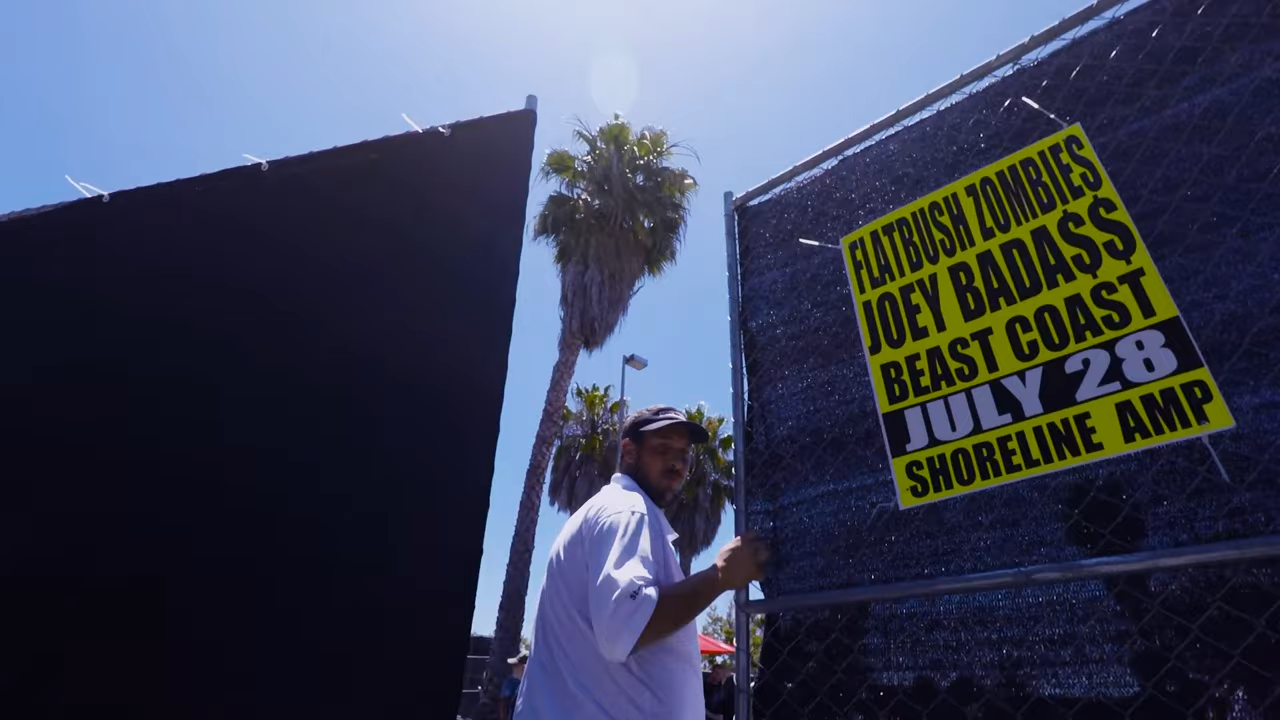 FLATBUSH ZOMBIES
JOEY BADA$$
BEAST COAST
JULY 28
SHORELINE AMP